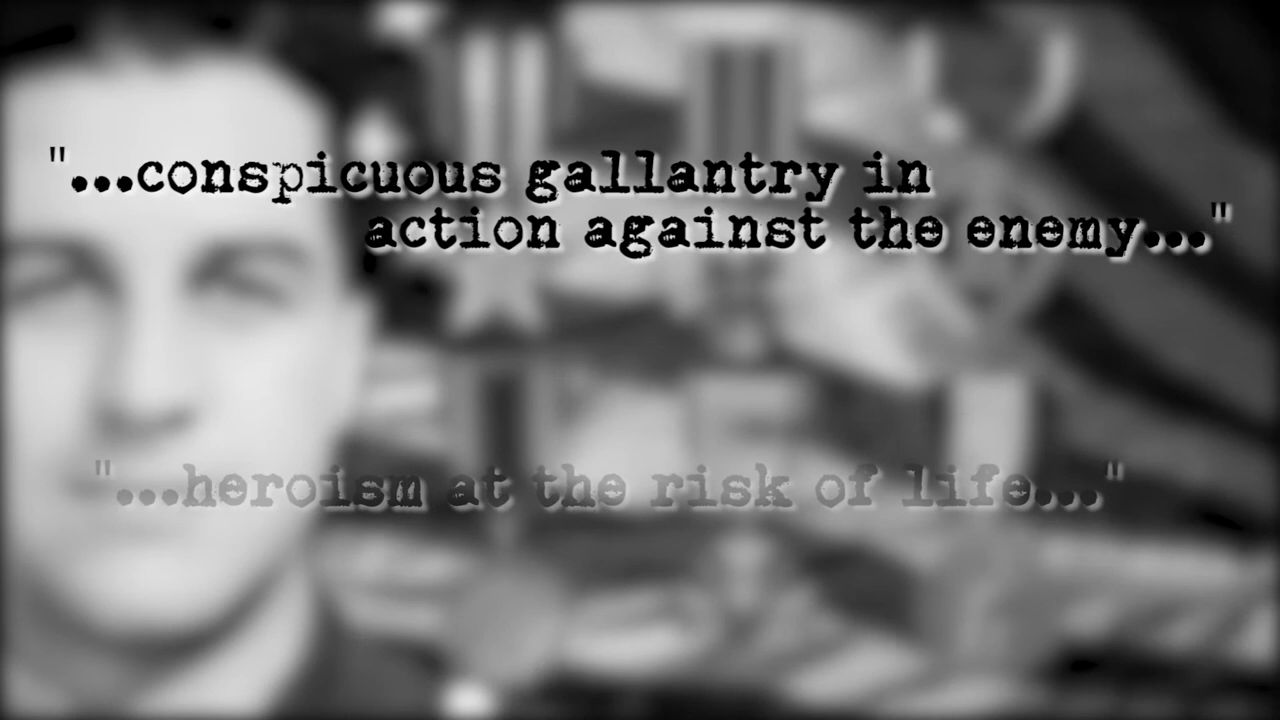 "...conspicuous gallantry in
action against the enemy..."
"...heroism at the risk of life..."